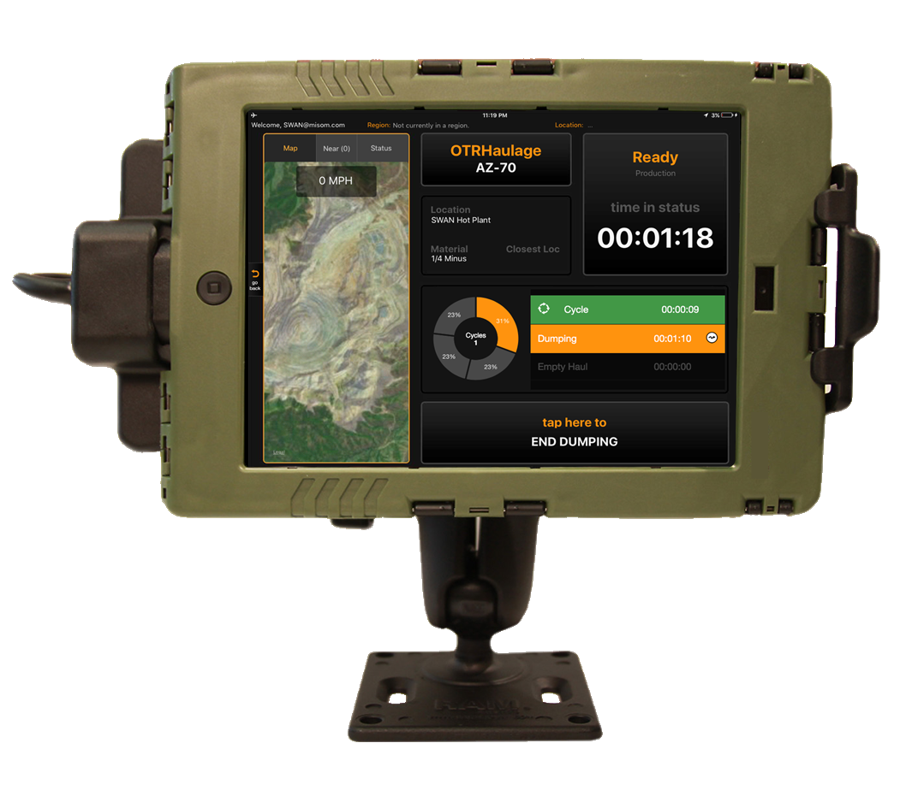 11:19 PM
3%
Welcome, SWAN@misom.com
Region: Not currently in a region.
Location: ...
Map
Near (0)
Status
0 MPH
go
back
Legal
OTRHaulage
AZ-70
Ready
Production
time in status
00:01:18
Location
SWAN Hot Plant
Material
1/4 Minus
Closest Loc
23%
31%
23%
23%
Cycles
1
Cycle 00:00:09
Dumping 00:01:10
Empty Haul 00:00:00
tap here to
END DUMPING
RAM